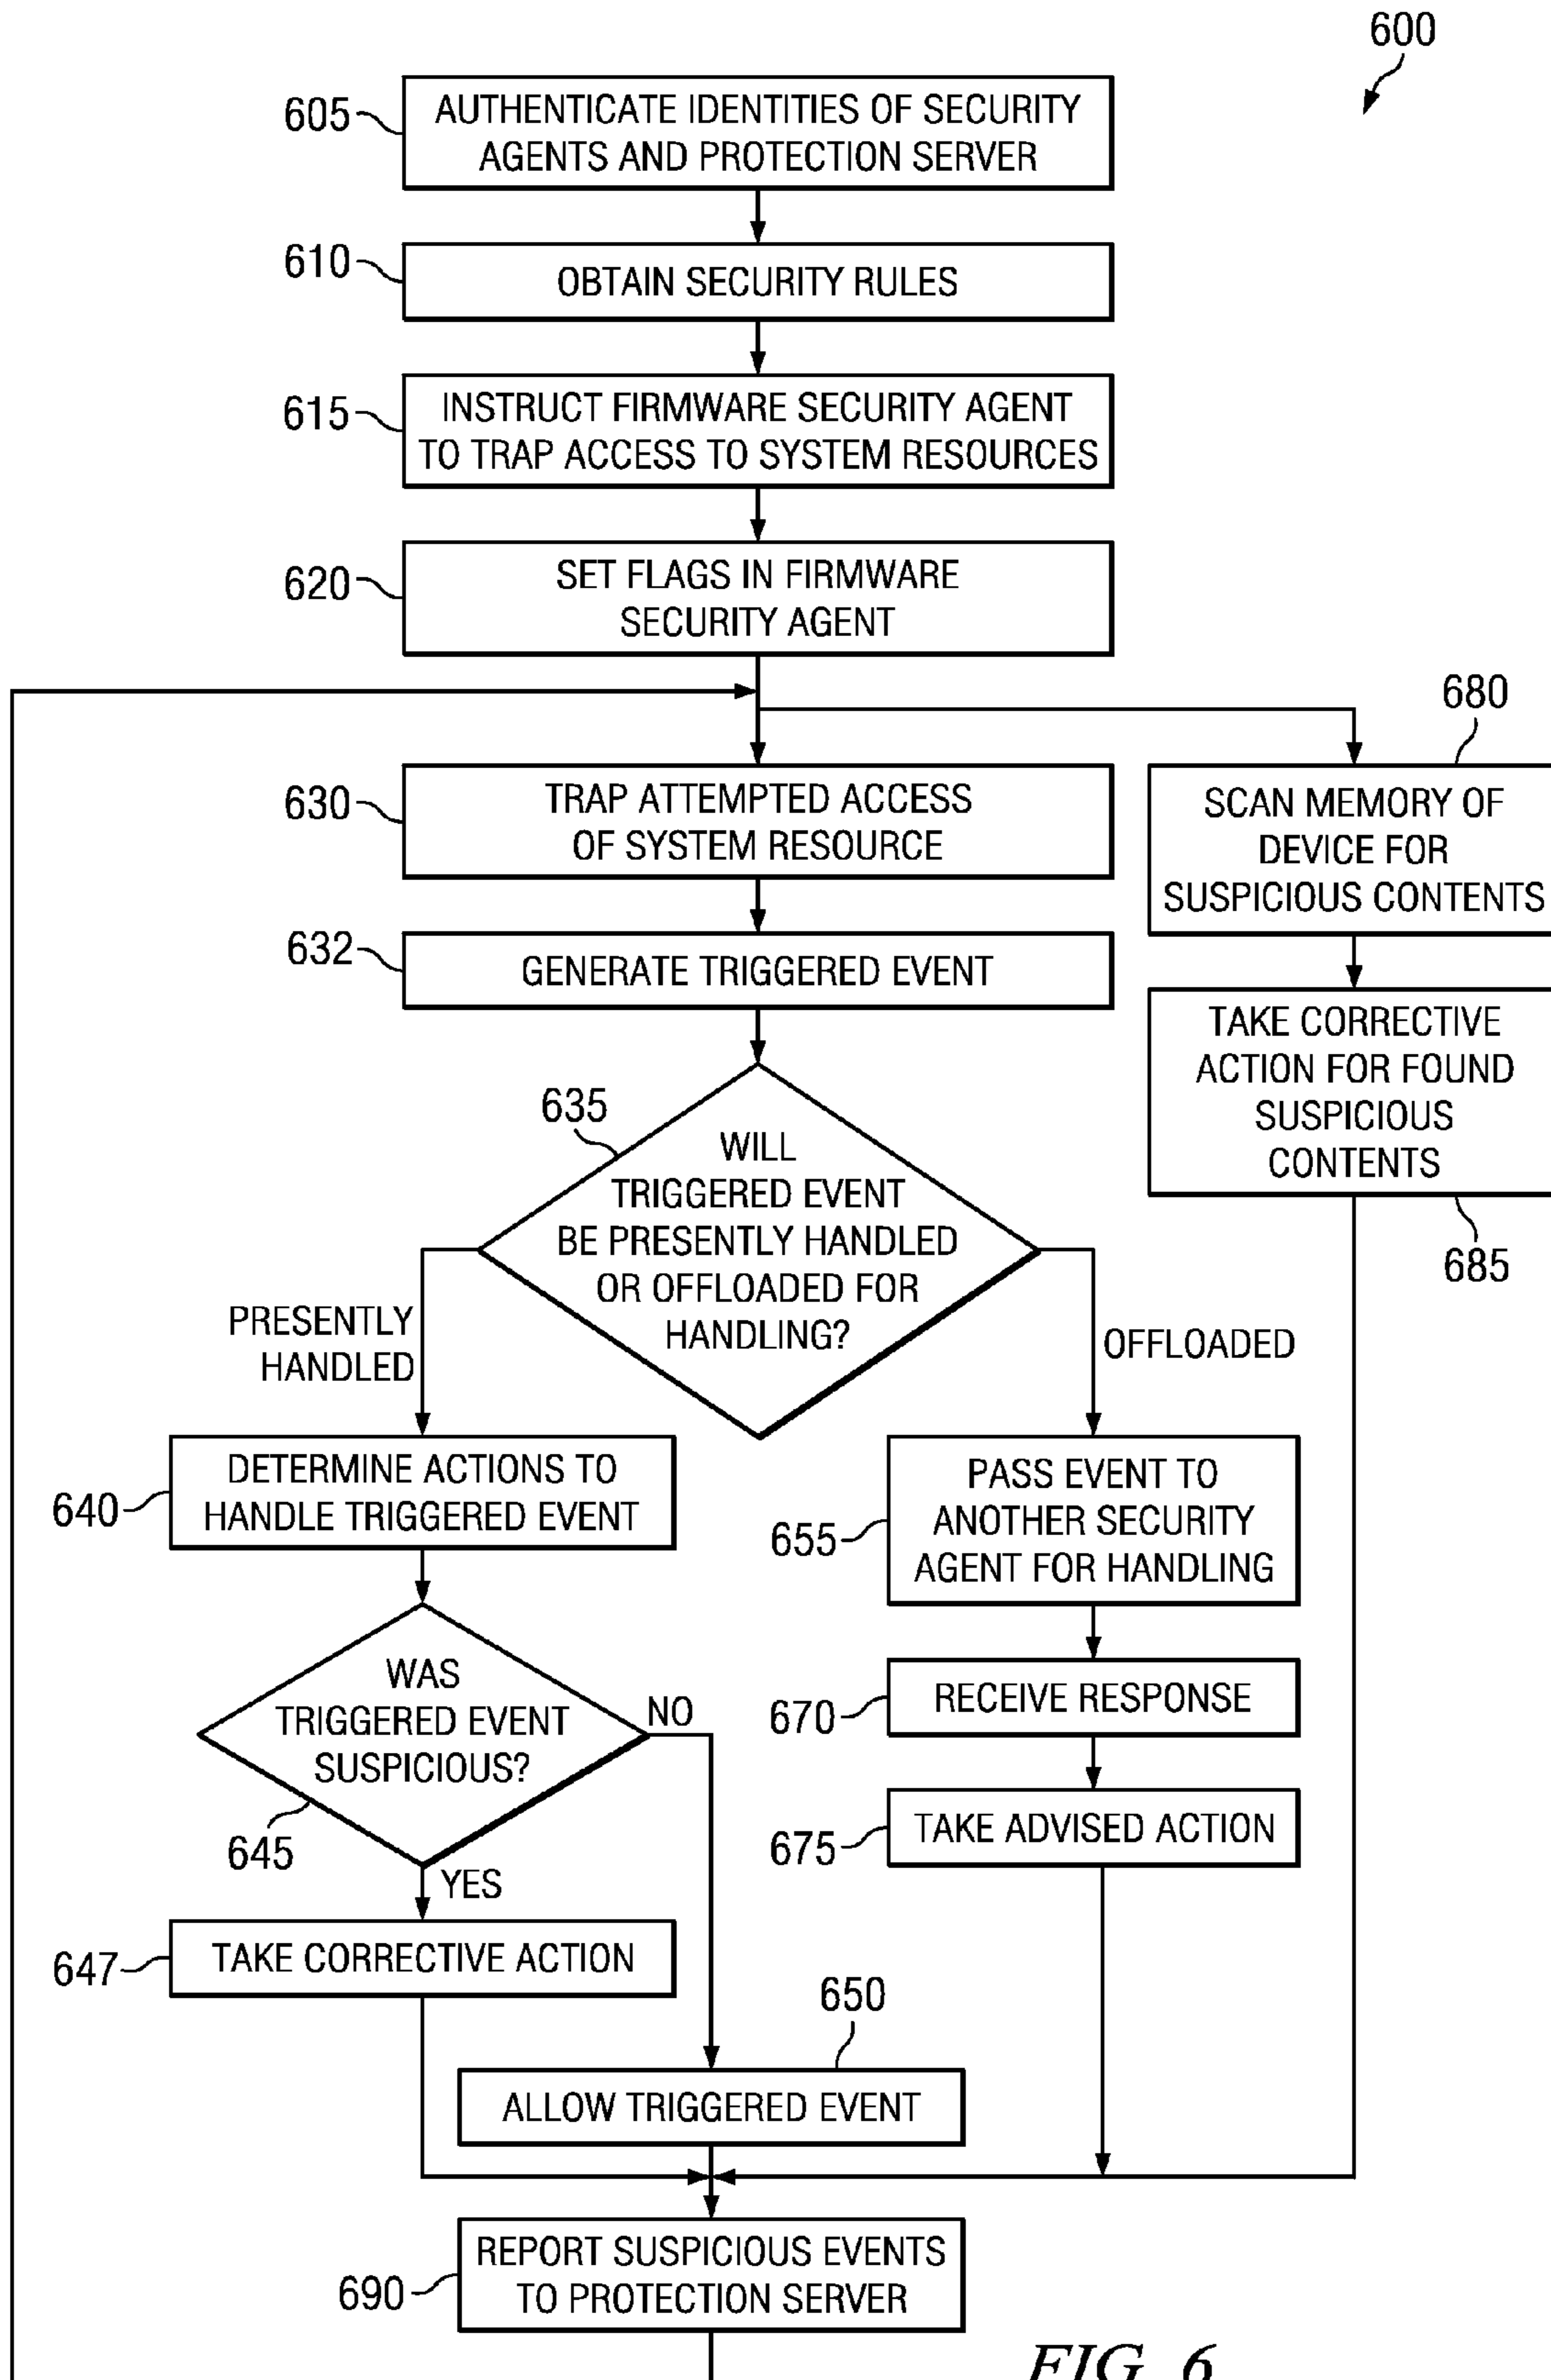 600
605
AUTHENTICATE IDENTITIES OF SECURITY
AGENTS AND PROTECTION SERVER
610
OBTAIN SECURITY RULES
615
INSTRUCT FIRMWARE SECURITY AGENT
TO TRAP ACCESS TO SYSTEM RESOURCES
620
SET FLAGS IN FIRMWARE
SECURITY AGENT
680
630
TRAP ATTEMPTED ACCESS
OF SYSTEM RESOURCE
SCAN MEMORY OF
DEVICE FOR
SUSPICIOUS CONTENTS
632
GENERATE TRIGGERED EVENT
TAKE CORRECTIVE
ACTION FOR FOUND
SUSPICIOUS
CONTENTS
685
635
WILL
TRIGGERED EVENT
BE PRESENTLY HANDLED
OR OFFLOADED FOR
HANDLING?
PRESENTLY
HANDLED
OFFLOADED
640
DETERMINE ACTIONS TO
HANDLE TRIGGERED EVENT
655
PASS EVENT TO
ANOTHER SECURITY
AGENT FOR HANDLING
WAS
TRIGGERED EVENT
SUSPICIOUS?
NO
645
YES
670
RECEIVE RESPONSE
675
TAKE ADVISED ACTION
647
TAKE CORRECTIVE ACTION
650
ALLOW TRIGGERED EVENT
690
REPORT SUSPICIOUS EVENTS
TO PROTECTION SERVER
FIG. 6